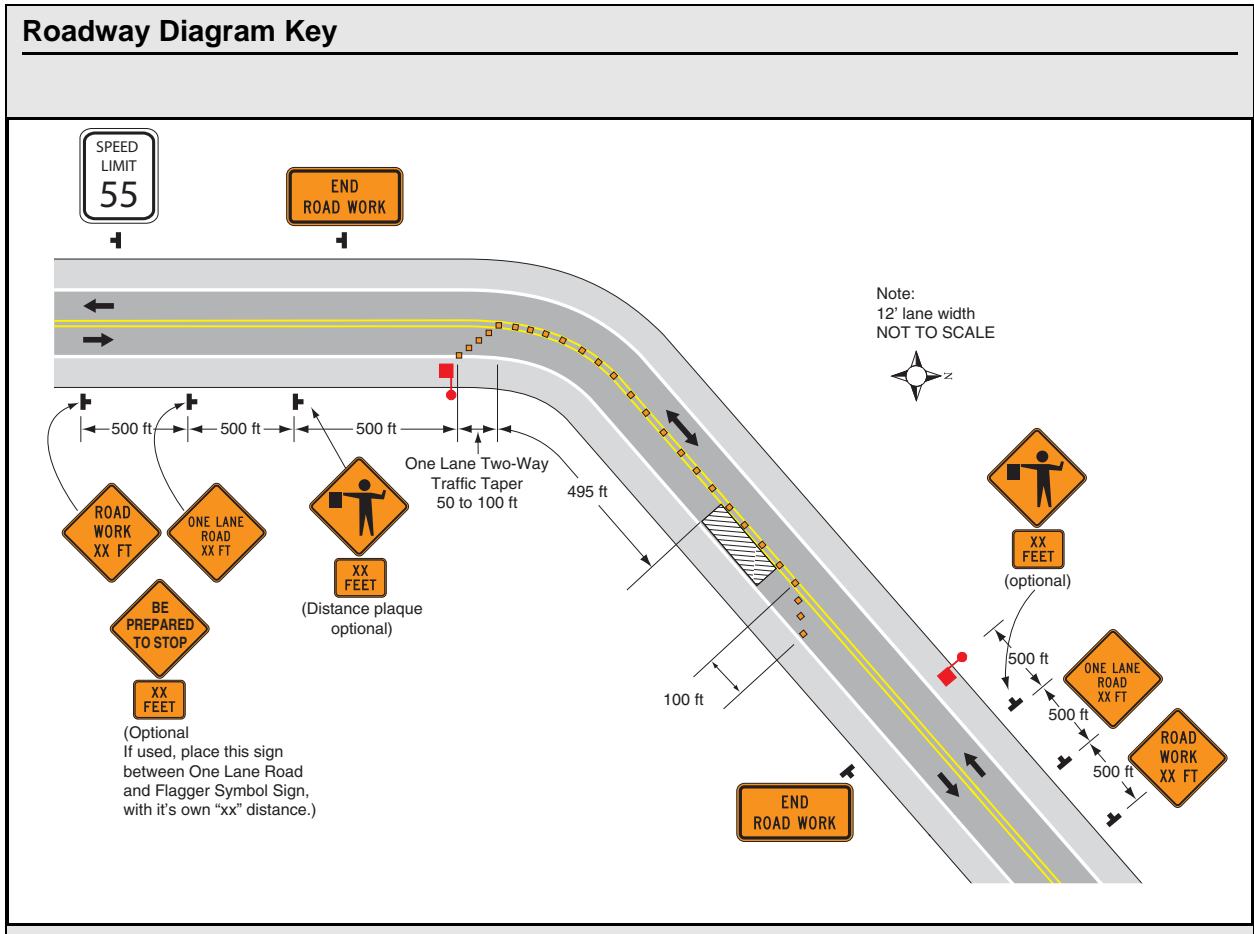 Roadway Diagram Key
SPEED
LIMIT
55
END
ROAD WORK
Note:
12’ lane width
NOT TO SCALE
N
500 ft
500 ft
500 ft
One Lane Two-Way
Traffic Taper
50 to 100 ft
495 ft
ROAD
WORK
XX FT
ONE LANE
ROAD
XX FT
XX
FEET
(Distance plaque
optional)
BE
PREPARED
TO STOP
XX
FEET
(Optional
If used, place this sign
between One Lane Road
and Flagger Symbol Sign,
with it’s own “xx” distance.)
100 ft
XX
FEET
(optional)
500 ft
500 ft
500 ft
ONE LANE
ROAD
XX FT
ROAD
WORK
XX FT
END
ROAD WORK